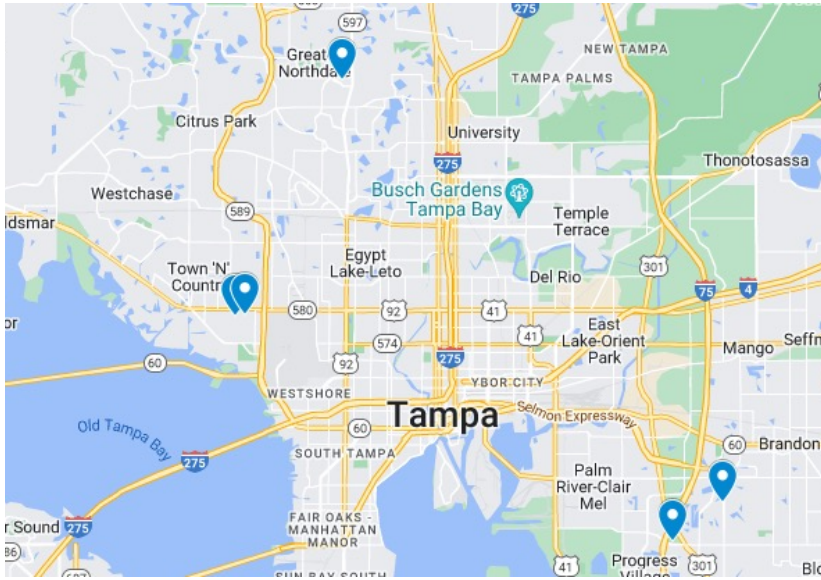 597
275
Great
Northdale
NEW TAMPA
TAMPA PALMS
Citrus Park
University
275
Thonotosassa
Westchase
Busch Gardens
Tampa Bay
589
ldsmar
Temple
Terrace
Egypt
Lake-Leto
Town 'N'
Countr
Del Rio
301
75
4
580
92
41
or
574
41
East
Lake-Orient
Park
Seffn
Mango
60
92
275
WESTSHORE
YBOR CITY
Tampa
Selmon Expressway
Old Tampa Bay
60
60
Brandon
275
SOUTH TAMPA
Palm
River-Clair
Mel
r Sound
275
FAIR OAKS -
MANHATTAN
MANOR
86
41
Progress
Village
301
Blo
687
SUN BAY SOUTH